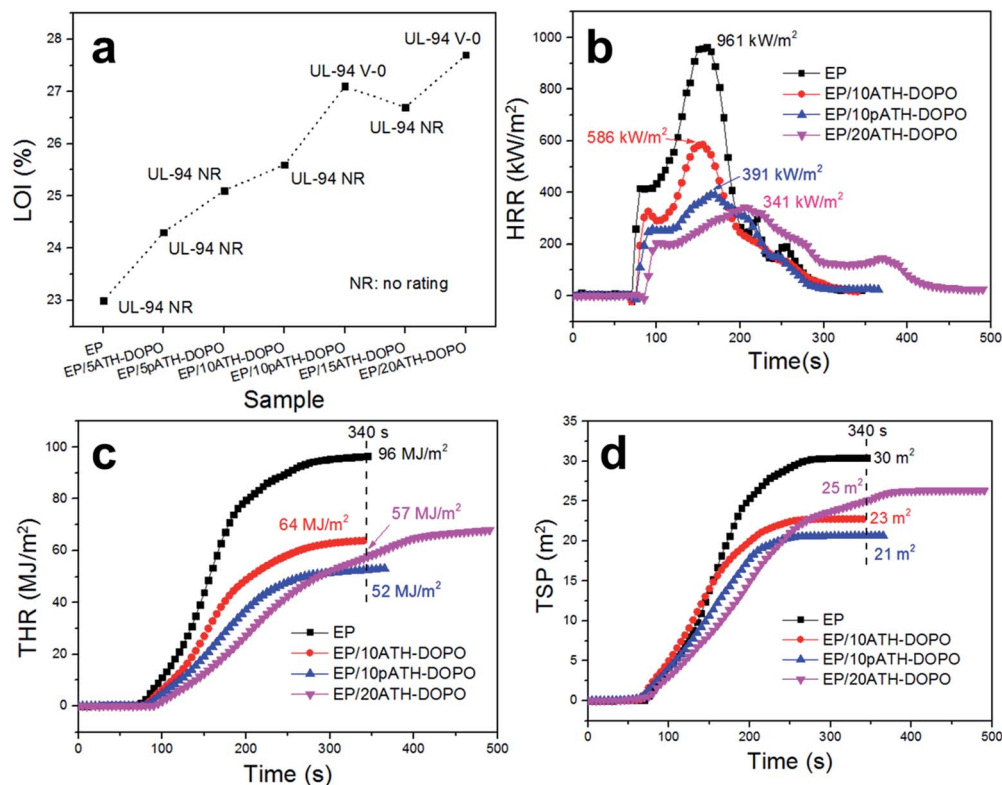 a
LOI (%)
28
27
26
25
24
23
UL-94 V-0
UL-94 V-0
UL-94 NR
UL-94 NR
UL-94 NR
UL-94 NR
UL-94 NR
NR: no rating
EP
EP/5ATH-DOPO
EP/5pATH-DOPO
EP/10ATH-DOPO
EP/10pATH-DOPO
EP/15ATH-DOPO
EP/20ATH-DOPO
Sample
b
HRR (kW/m²)
1000
800
600
400
200
0
961 kW/m²
586 kW/m²
391 kW/m²
341 kW/m²
EP
EP/10ATH-DOPO
EP/10pATH-DOPO
EP/20ATH-DOPO
0 100 200 300 400 500
Time(s)
c
THR (MJ/m²)
100
80
60
40
20
0
340 s
96 MJ/m²
64 MJ/m²
57 MJ/m²
52 MJ/m²
EP
EP/10ATH-DOPO
EP/10pATH-DOPO
EP/20ATH-DOPO
0 100 200 300 400 500
Time (s)
d
TSP (m²)
35
30
25
20
15
10
5
0
340 s
30 m²
25 m²
23 m²
21 m²
EP
EP/10ATH-DOPO
EP/10pATH-DOPO
EP/20ATH-DOPO
0 100 200 300 400 500
Time (s)